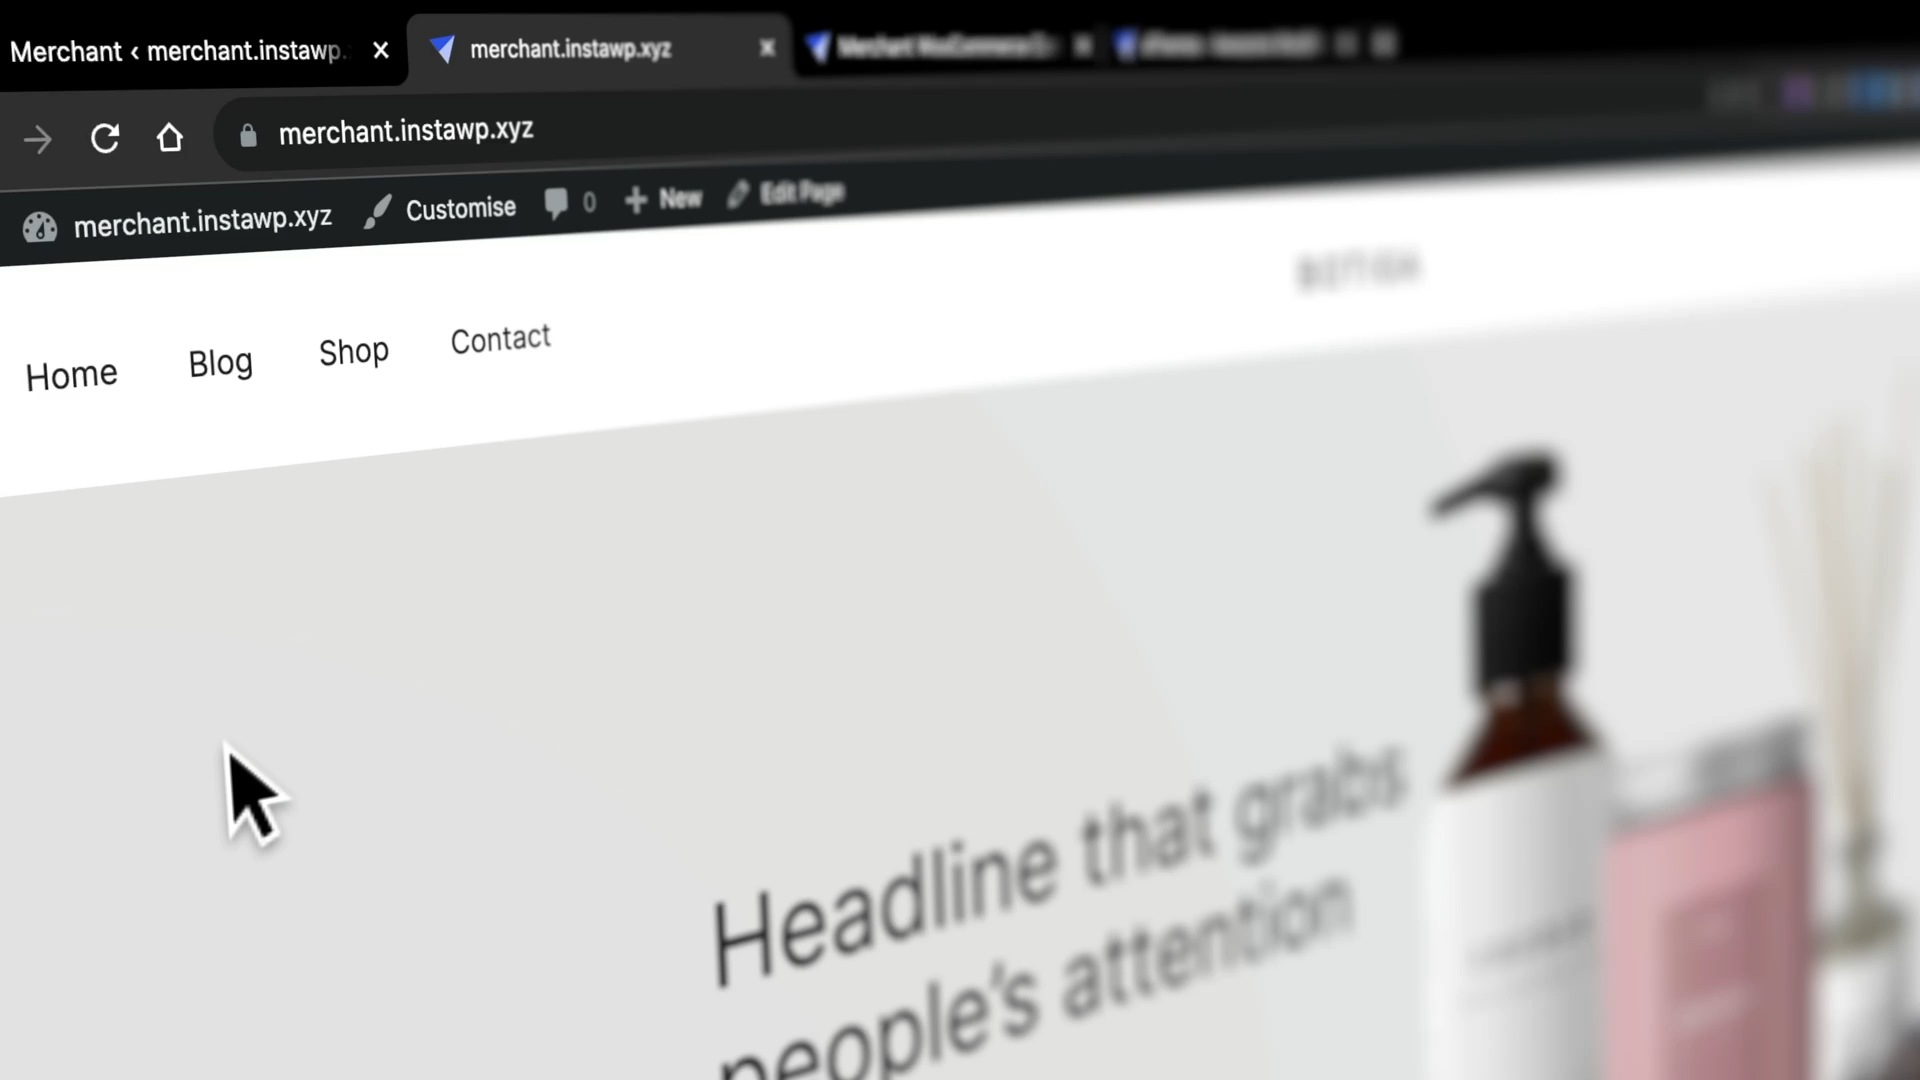 Merchant ‹ merchant.instawp.
merchant.instawp.xyz
merchant.instawp.xyz
merchant.instawp.xyz
Customise
0
New
Edit Page
Home
Blog
Shop
Contact
Headline that grabs
people's attention